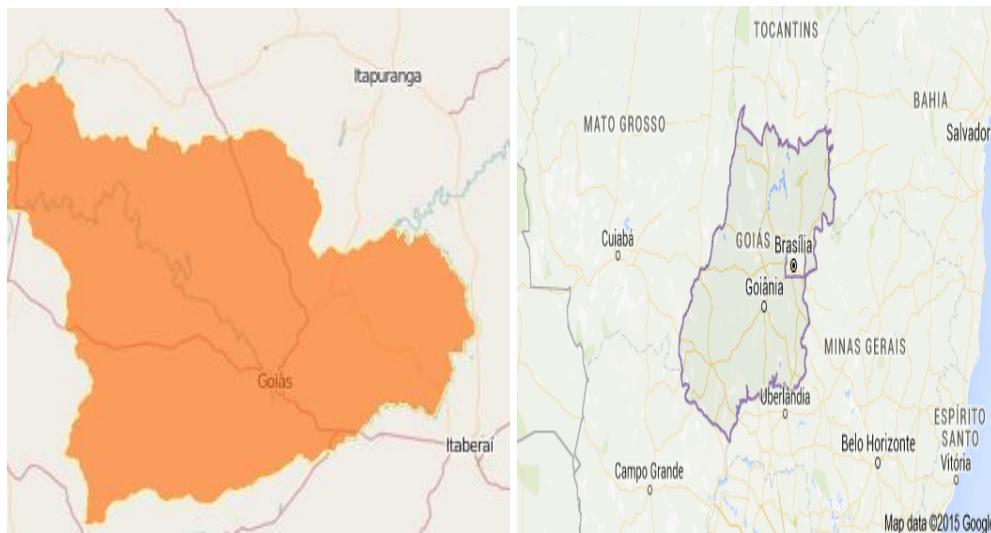 Itapuranga
Goiás
Itaberaí
TOCANTINS
BAHIA
MATO GROSSO
Salvador
Cuiabá
GOIÁS
Brasília
Goiânia
MINAS GERAIS
Uberlândia
ESPÍRITO
SANTO
Belo Horizonte
Vitória
Campo Grande
Map data ©2015 Google